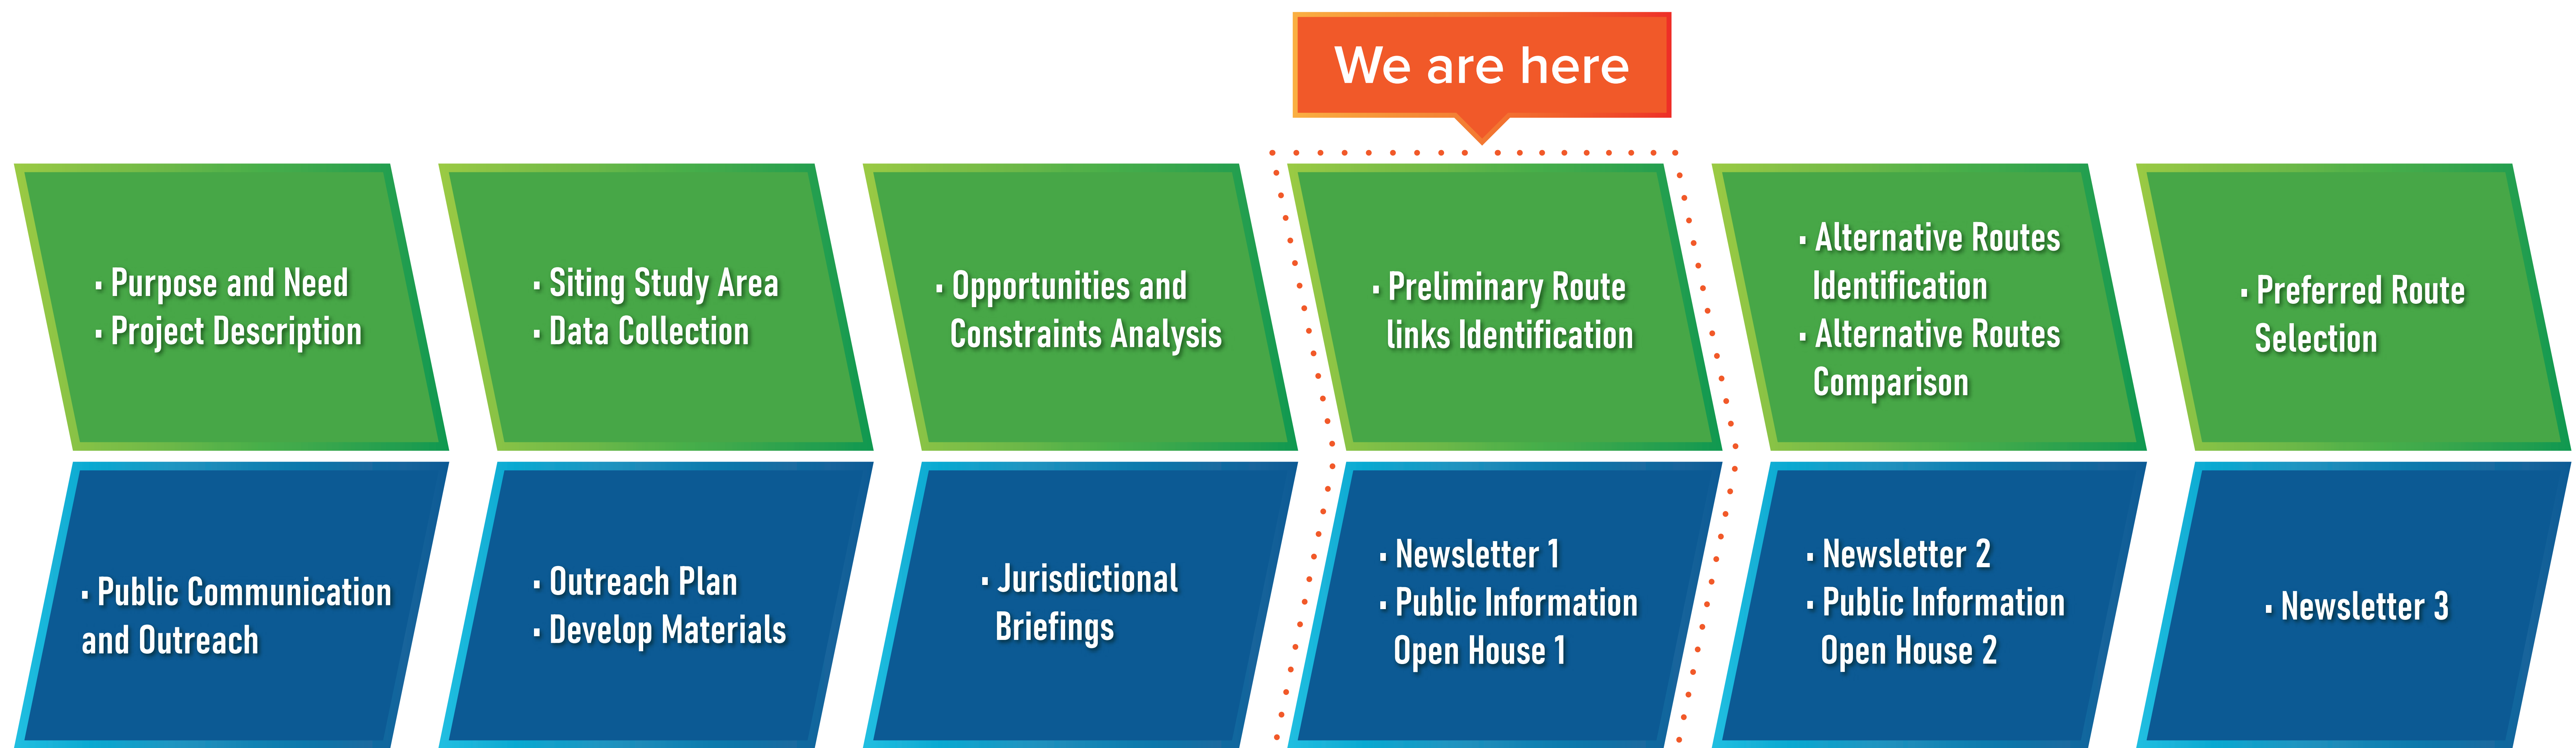 We are here
· Purpose and Need
· Project Description
· Siting Study Area
· Data Collection
· Opportunities and
Constraints Analysis
· Preliminary Route
links Identification
· Alternative Routes
Identification
· Alternative Routes
Comparison
· Preferred Route
Selection
· Public Communication
and Outreach
· Outreach Plan
· Develop Materials
· Jurisdictional
Briefings
· Newsletter 1
· Public Information
Open House 1
· Newsletter 2
· Public Information
Open House 2
· Newsletter 3